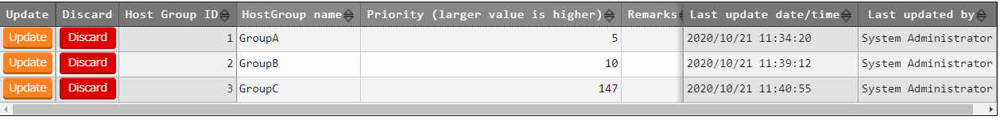 Update Discard Host Group ID HostGroup name Priority (larger value is higher) Remarks Last update date/time Last updated by
Update Discard 1 GroupA 5 2020/10/21 11:34:20 System Administrator
Update Discard 2 GroupB 10 2020/10/21 11:39:12 System Administrator
Update Discard 3 GroupC 147 2020/10/21 11:40:55 System Administrator